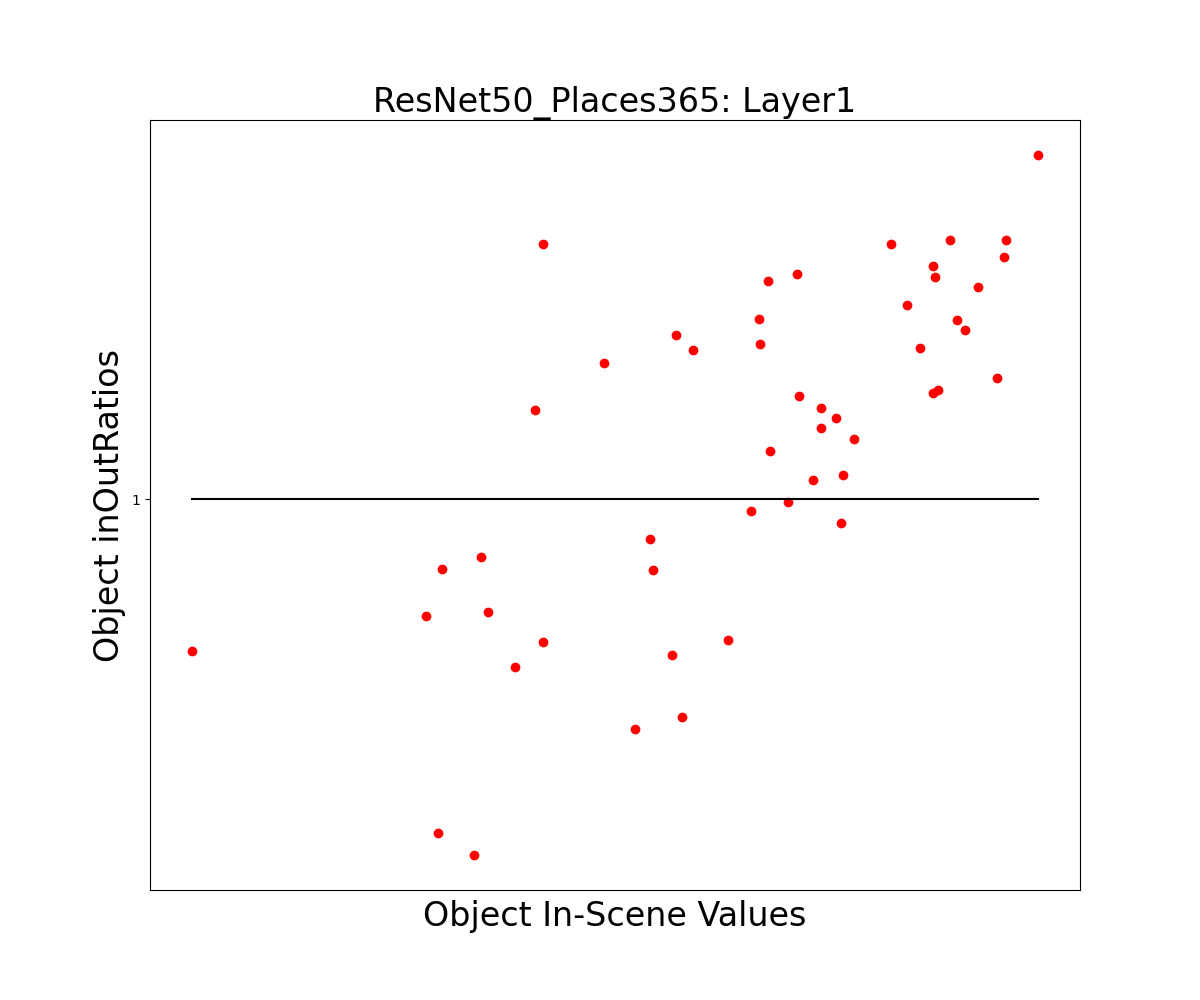 ResNet50_Places365: Layer1
Object inOutRatios
1
Object In-Scene Values